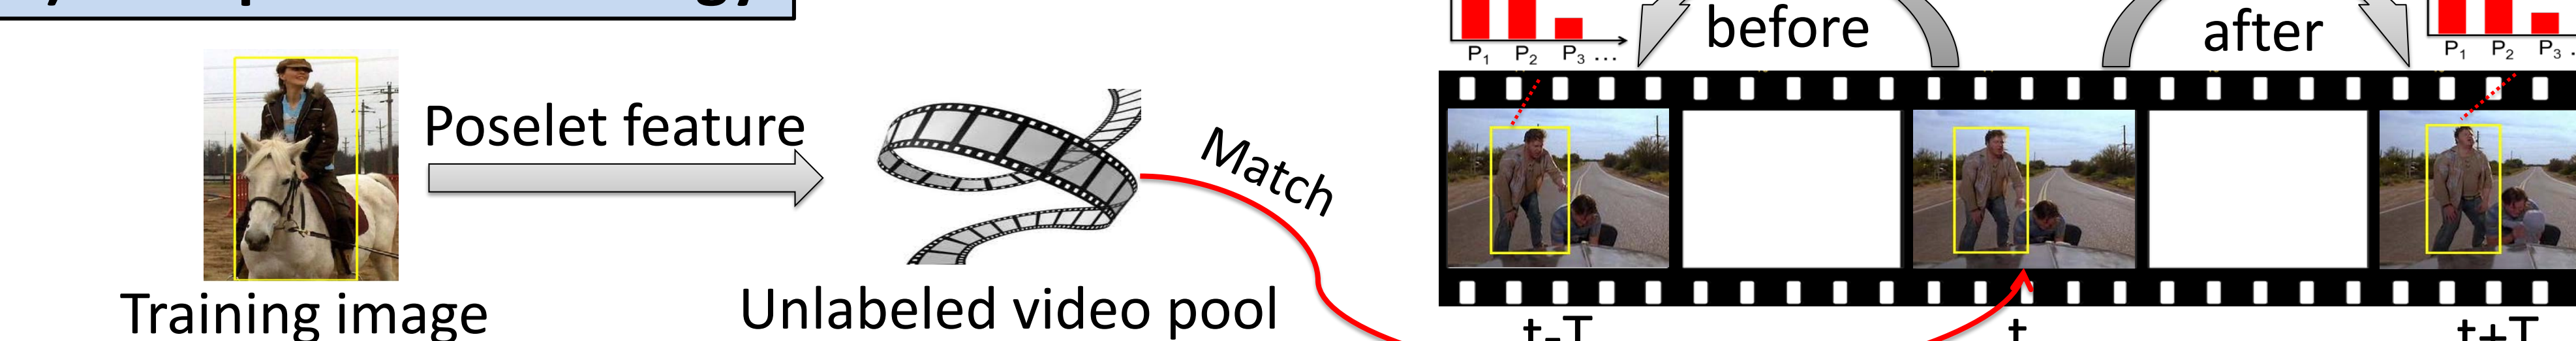 Poselet feature
Training image
Unlabeled video pool
Match
before
after
P1 P2 P3 ...
P1 P2 P3 .
t-T
t
t+T